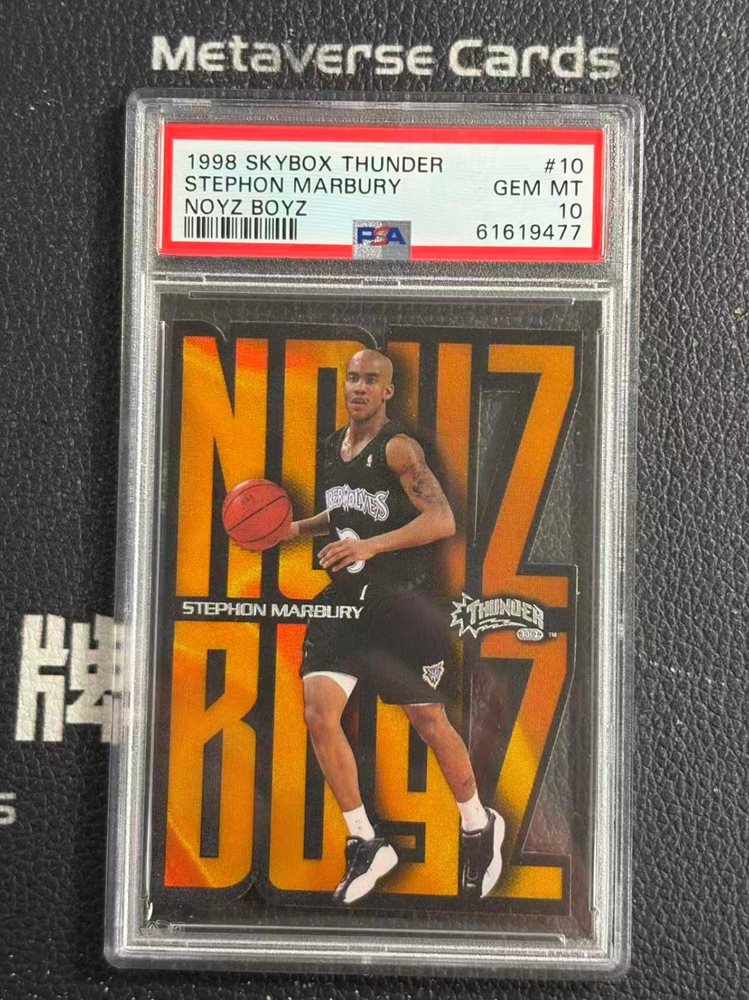 Metaverse Cards
1998 SKYBOX THUNDER #10
STEPHON MARBURY GEM MT
NOYZ BOYZ 10
PSA 61619477
NOYZ
STEPHON MARBURY
THUNDER
TM
BOYZ
牌
S